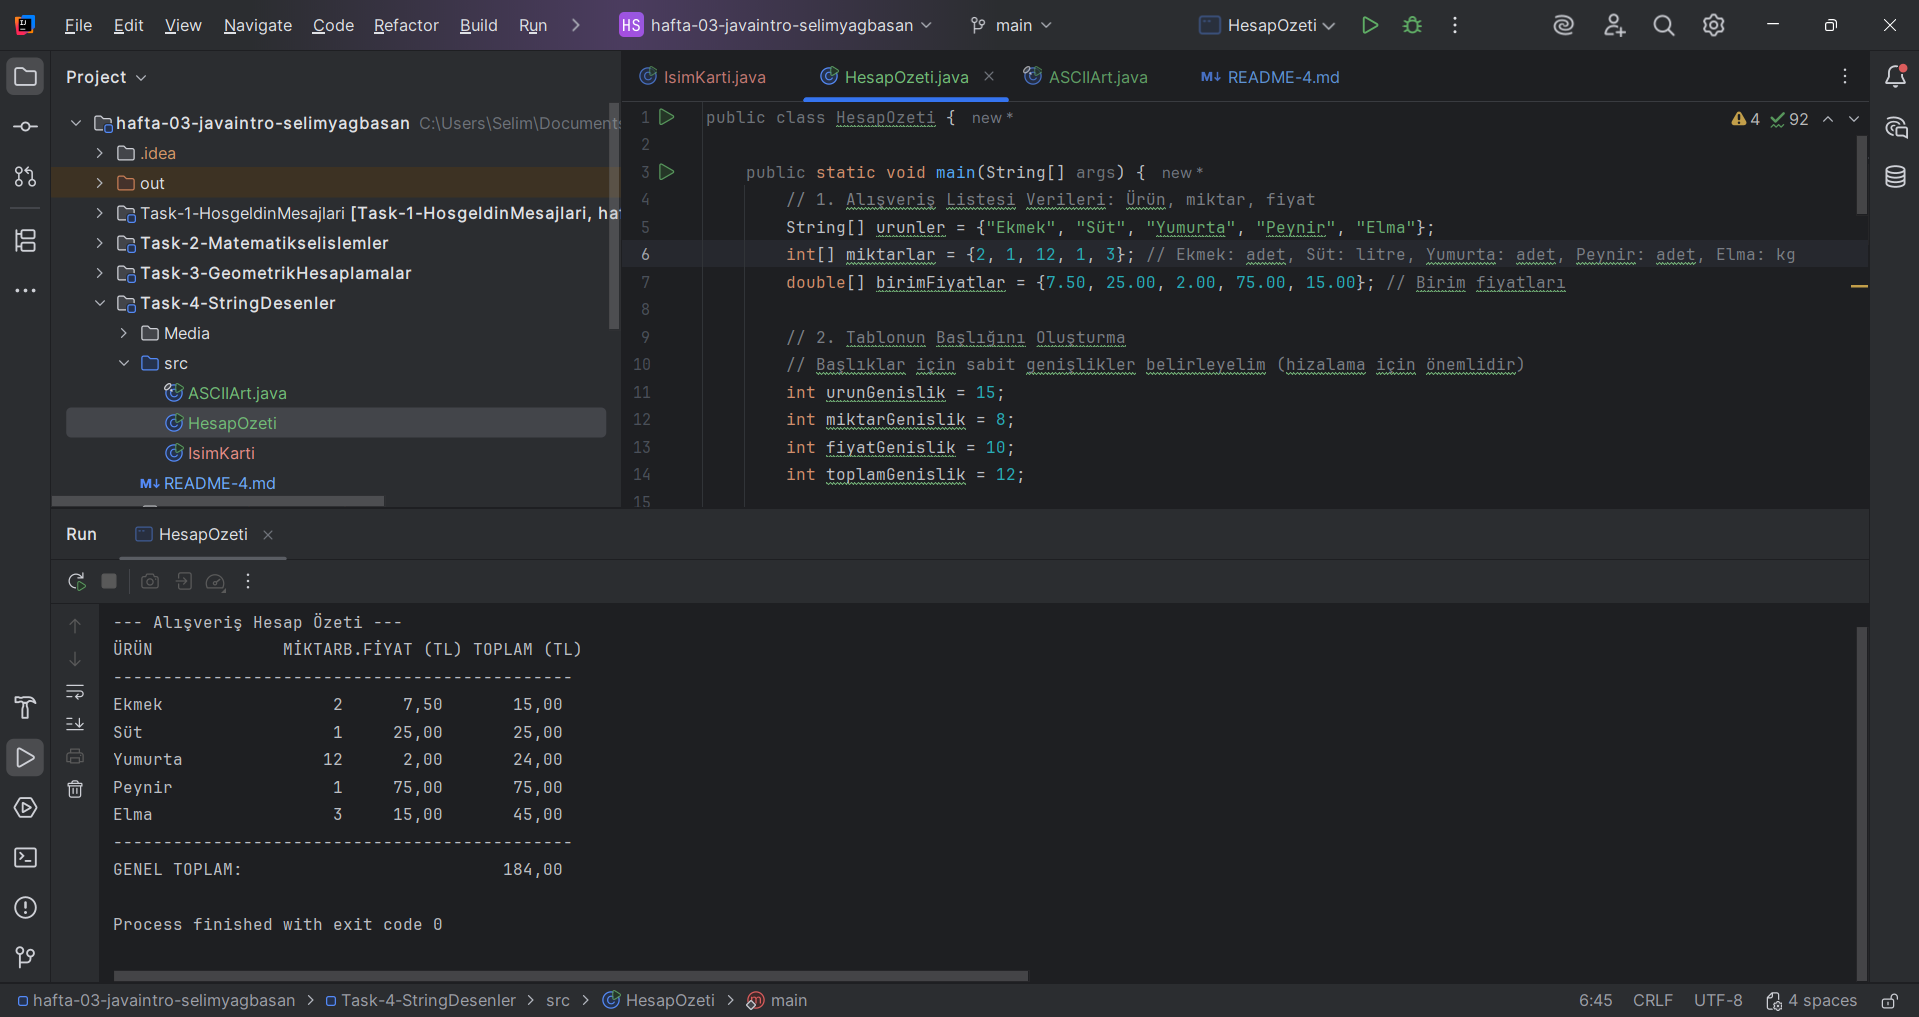 File Edit View Navigate Code Refactor Build Run HS hafta-03-javaintro-selimyagbasan main HesapOzeti
Project
hafta-03-javaintro-selimyagbasan C:\Users\Selim\Document
.idea
out
Task-1-HosgeldinMesajlari [Task-1-HosgeldinMesajlari, ha
Task-2-MatematikselIslemler
Task-3-GeometrikHesaplamalar
Task-4-StringDesenler
Media
src
ASCIIArt.java
HesapOzeti
IsimKarti
M↓ README-4.md
IsimKarti.java HesapOzeti.java ASCIIArt.java M↓ README-4.md
1 public class HesapOzeti { new *
4 92
2
3 public static void main(String[] args) { new *
4 // 1. Alışveriş Listesi Verileri: Ürün, miktar, fiyat
5 String[] urunler = {"Ekmek", "Süt", "Yumurta", "Peynir", "Elma"};
6 int[] miktarlar = {2, 1, 12, 1, 3}; // Ekmek: adet, Süt: litre, Yumurta: adet, Peynir: adet, Elma: kg
7 double[] birimFiyatlar = {7.50, 25.00, 2.00, 75.00, 15.00}; // Birim fiyatları
8
9 // 2. Tablonun Başlığını Oluşturma
10 // Başlıklar için sabit genişlikler belirleyelim (hizalama için önemlidir)
11 int urunGenislik = 15;
12 int miktarGenislik = 8;
13 int fiyatGenislik = 10;
14 int toplamGenislik = 12;
15
Run HesapOzeti
--- Alışveriş Hesap Özeti ---
ÜRÜN MİKTARB.FİYAT (TL) TOPLAM (TL)
----------------------------------------------
Ekmek 2 7,50 15,00
Süt 1 25,00 25,00
Yumurta 12 2,00 24,00
Peynir 1 75,00 75,00
Elma 3 15,00 45,00
----------------------------------------------
GENEL TOPLAM: 184,00
Process finished with exit code 0
hafta-03-javaintro-selimyagbasan > Task-4-StringDesenler > src > HesapOzeti > m main
6:45 CRLF UTF-8 4 spaces